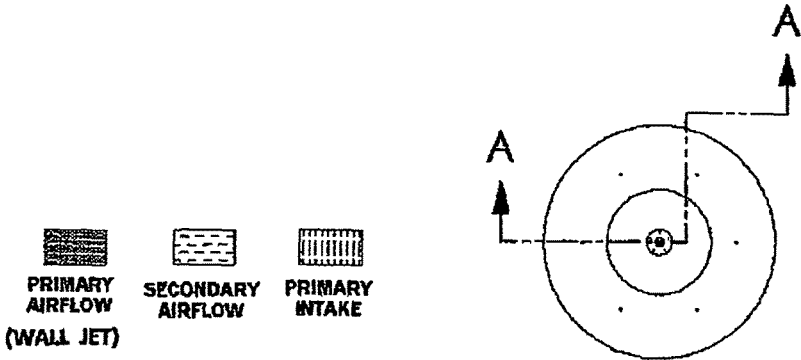 A
A
PRIMARY
AIRFLOW
(WALL JET)
SECONDARY
AIRFLOW
PRIMARY
INTAKE